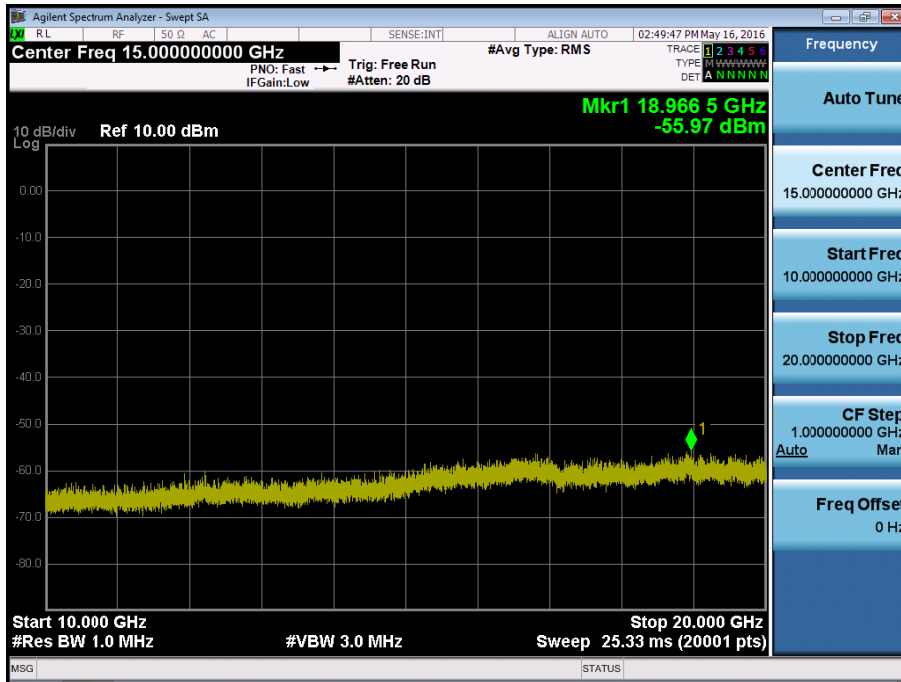 Agilent Spectrum Analyzer - Swept SA
LXI RL RF 50 Ω AC SENSE:INT ALIGN AUTO 02:49:47 PM May 16, 2016
Center Freq 15.000000000 GHz
#Avg Type: RMS
TRACE 1 2 3 4 5 6
PNO: Fast
Trig: Free Run
TYPE M WWWWW
IFGain:Low
#Atten: 20 dB
DET A N N N N N
Mkr1 18.966 5 GHz
-55.97 dBm
10 dB/div Ref 10.00 dBm
Log
0.00
-10.0
-20.0
-30.0
-40.0
-50.0
1
-60.0
-70.0
-80.0
Start 10.000 GHz Stop 20.000 GHz
#Res BW 1.0 MHz #VBW 3.0 MHz Sweep 25.33 ms (20001 pts)
MSG STATUS
Frequency
Auto Tune
Center Freq
15.000000000 GHz
Start Freq
10.000000000 GHz
Stop Freq
20.000000000 GHz
CF Step
1.000000000 GHz
Auto Man
Freq Offset
0 Hz